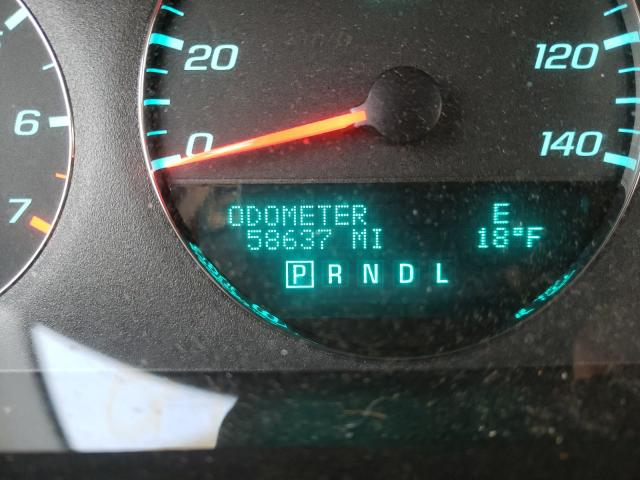 20 120
6 0 140
7
ODOMETER E
58637 MI 18°F
P R N D L